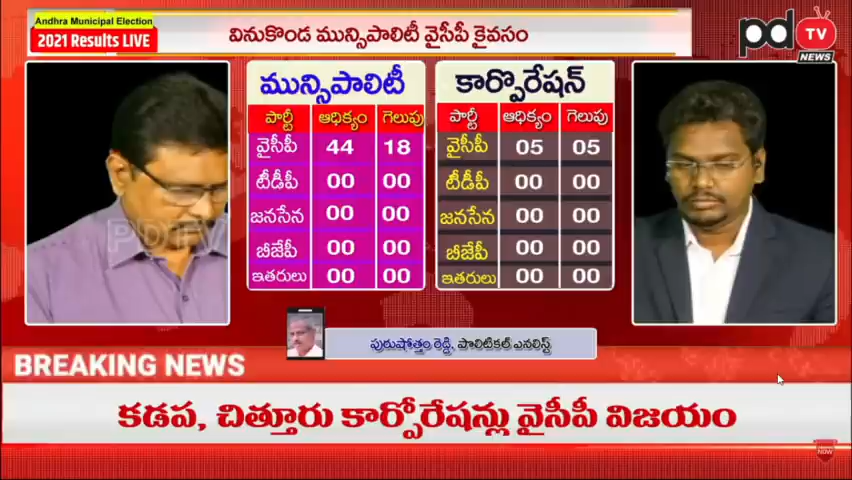 Andhra Municipal Election
2021 Results LIVE
వినుకొండ మున్సిపాలిటీ వైసీపీ కైవసం
pd TV
NEWS
మున్సిపాలిటీ
పార్టీ ఆధిక్యం గెలుపు
వైసీపీ 44 18
టీడీపీ 00 00
జనసేన 00 00
బీజేపీ 00 00
ఇతరులు 00 00
కార్పొరేషన్
పార్టీ ఆధిక్యం గెలుపు
వైసీపీ 05 05
టీడీపీ 00 00
జనసేన 00 00
బీజేపీ 00 00
ఇతరులు 00 00
PDTV
పురుషోత్తం రెడ్డి, పొలిటికల్ ఎనలిస్ట్
BREAKING NEWS
కడప, చిత్తూరు కార్పోరేషన్లు వైసీపీ విజయం
NOW